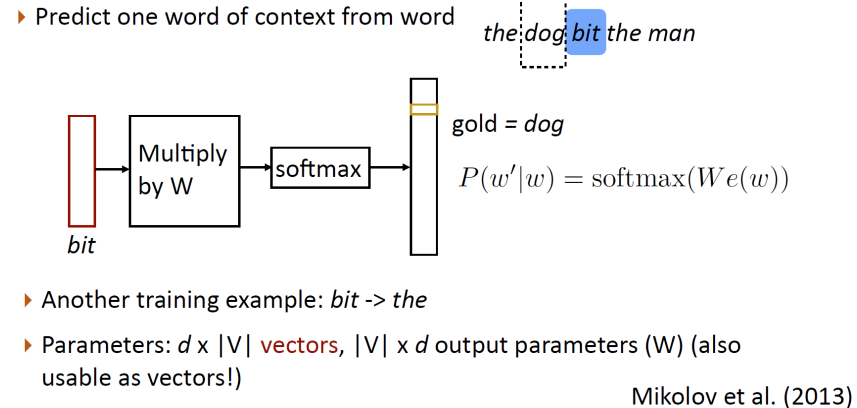 Predict one word of context from word
the dog bit the man
gold = dog
Multiply
by W
softmax
P(w′|w) = softmax(We(w))
bit
Another training example: bit -> the
Parameters: d x |V| vectors, |V| x d output parameters (W) (also
usable as vectors!)
Mikolov et al. (2013)